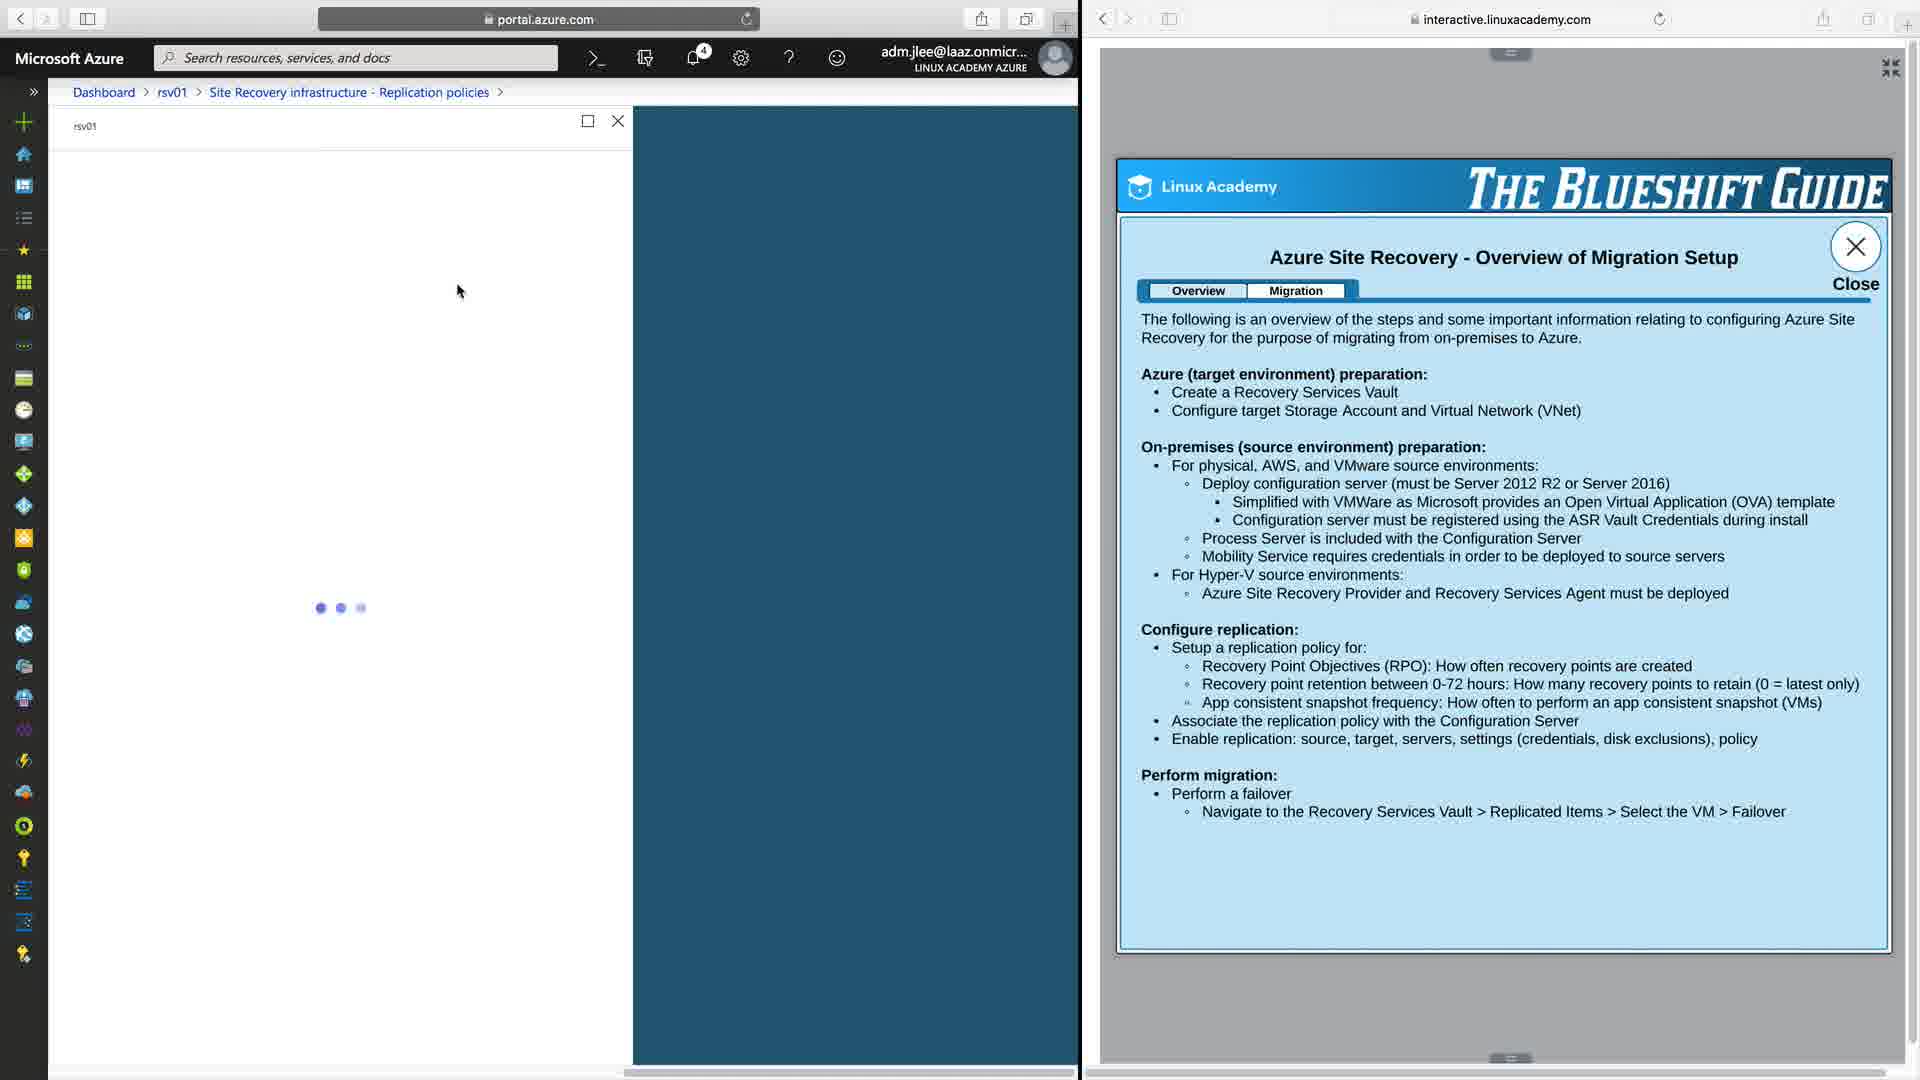 portal.azure.com
Microsoft Azure
Search resources, services, and docs
4
adm.jlee@laaz.onmicr...
LINUX ACADEMY AZURE
Dashboard > rsv01 > Site Recovery infrastructure - Replication policies >
rsv01
interactive.linuxacademy.com
Linux Academy
THE BLUESHIFT GUIDE
Azure Site Recovery - Overview of Migration Setup
Close
Overview
Migration
The following is an overview of the steps and some important information relating to configuring Azure Site
Recovery for the purpose of migrating from on-premises to Azure.
Azure (target environment) preparation:
• Create a Recovery Services Vault
• Configure target Storage Account and Virtual Network (VNet)
On-premises (source environment) preparation:
• For physical, AWS, and VMware source environments:
◦ Deploy configuration server (must be Server 2012 R2 or Server 2016)
▪ Simplified with VMWare as Microsoft provides an Open Virtual Application (OVA) template
▪ Configuration server must be registered using the ASR Vault Credentials during install
◦ Process Server is included with the Configuration Server
◦ Mobility Service requires credentials in order to be deployed to source servers
• For Hyper-V source environments:
◦ Azure Site Recovery Provider and Recovery Services Agent must be deployed
Configure replication:
• Setup a replication policy for:
◦ Recovery Point Objectives (RPO): How often recovery points are created
◦ Recovery point retention between 0-72 hours: How many recovery points to retain (0 = latest only)
◦ App consistent snapshot frequency: How often to perform an app consistent snapshot (VMs)
• Associate the replication policy with the Configuration Server
• Enable replication: source, target, servers, settings (credentials, disk exclusions), policy
Perform migration:
• Perform a failover
◦ Navigate to the Recovery Services Vault > Replicated Items > Select the VM > Failover